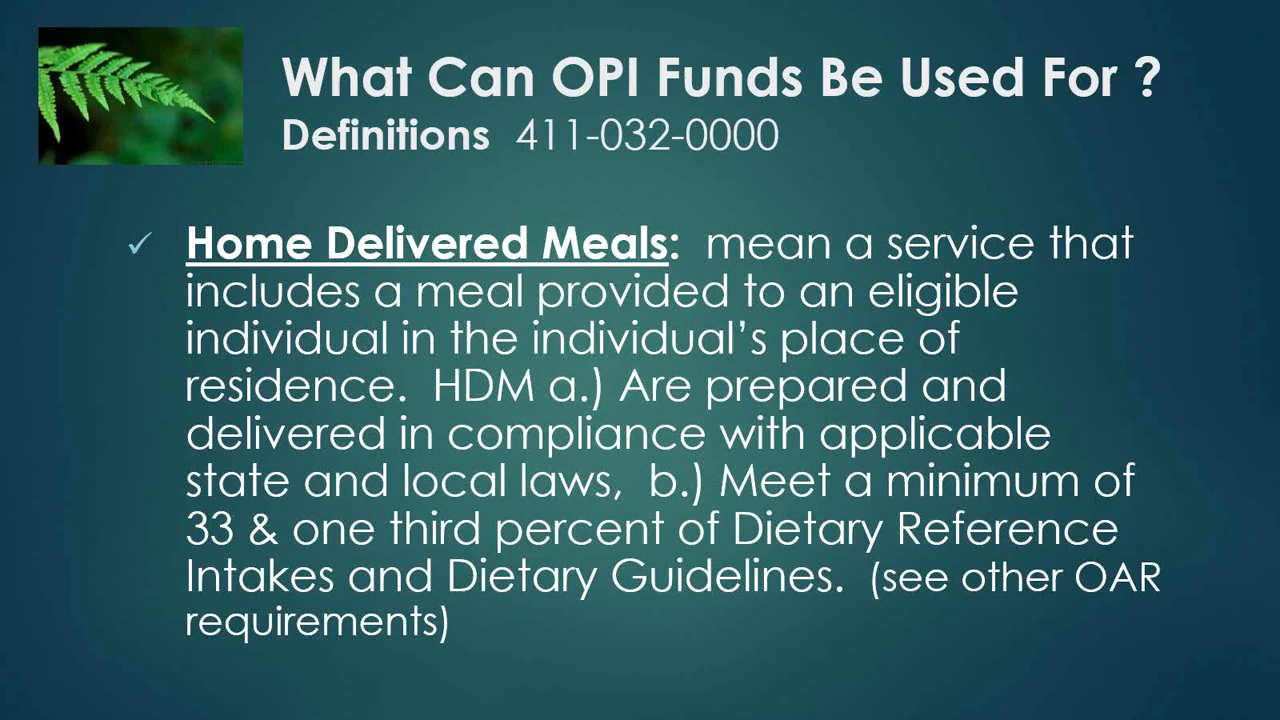 What Can OPI Funds Be Used For ?
Definitions 411-032-0000
✓ Home Delivered Meals: mean a service that
includes a meal provided to an eligible
individual in the individual’s place of
residence. HDM a.) Are prepared and
delivered in compliance with applicable
state and local laws, b.) Meet a minimum of
33 & one third percent of Dietary Reference
Intakes and Dietary Guidelines. (see other OAR
requirements)